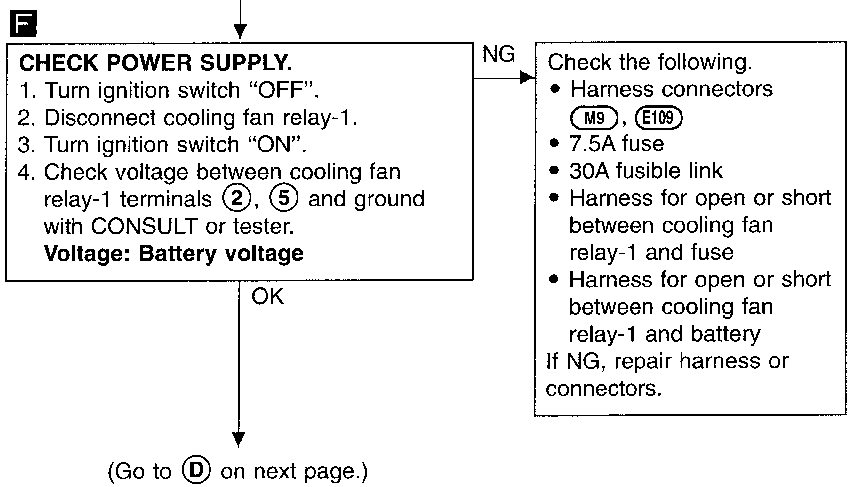 F
CHECK POWER SUPPLY.
1. Turn ignition switch “OFF”.
2. Disconnect cooling fan relay-1.
3. Turn ignition switch “ON”.
4. Check voltage between cooling fan
relay-1 terminals ②, ⑤ and ground
with CONSULT or tester.
Voltage: Battery voltage
NG
Check the following.
• Harness connectors
M9, E109
• 7.5A fuse
• 30A fusible link
• Harness for open or short
between cooling fan
relay-1 and fuse
• Harness for open or short
between cooling fan
relay-1 and battery
If NG, repair harness or
connectors.
OK
(Go to Ⓓ on next page.)